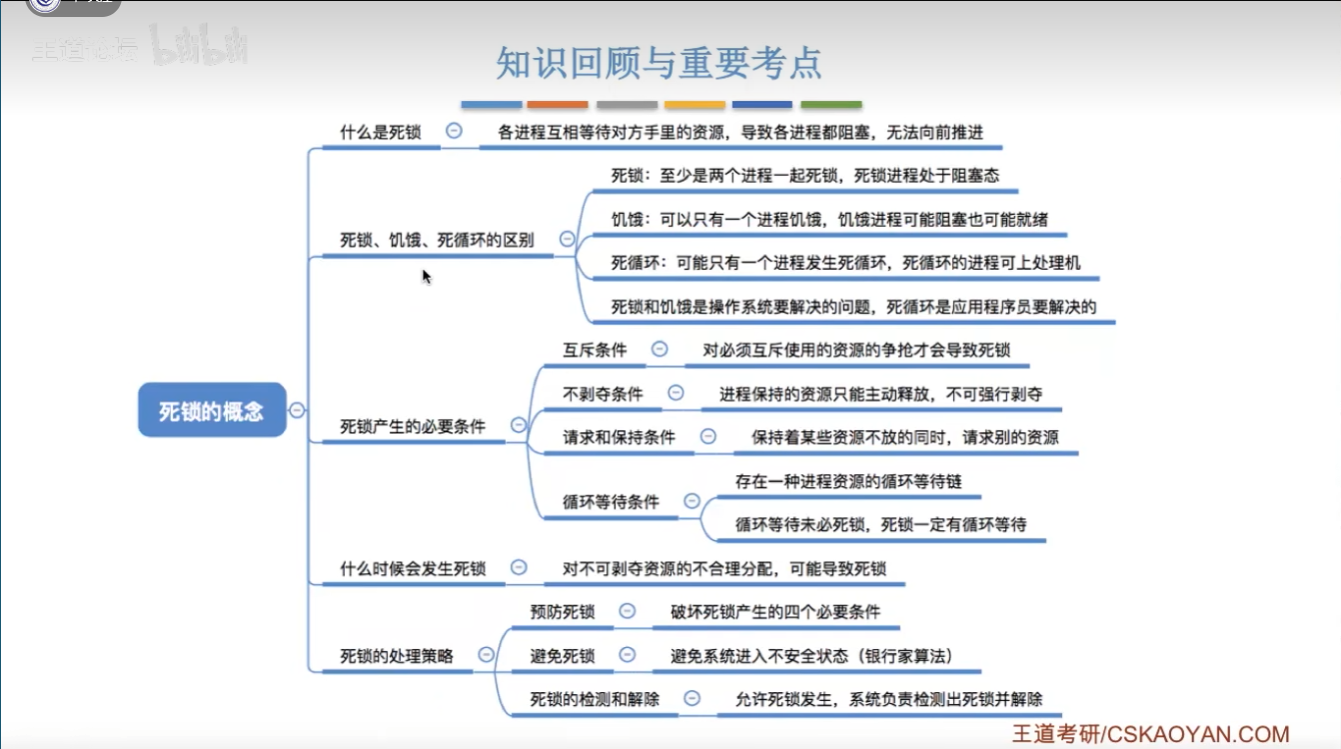 王道论坛 bilibili
知识回顾与重要考点
什么是死锁
各进程互相等待对方手里的资源，导致各进程都阻塞，无法向前推进
死锁、饥饿、死循环的区别
死锁：至少是两个进程一起死锁，死锁进程处于阻塞态
饥饿：可以只有一个进程饥饿，饥饿进程可能阻塞也可能就绪
死循环：可能只有一个进程发生死循环，死循环的进程可上处理机
死锁和饥饿是操作系统要解决的问题，死循环是应用程序员要解决的
死锁的概念
死锁产生的必要条件
互斥条件
对必须互斥使用的资源的争抢才会导致死锁
不剥夺条件
进程保持的资源只能主动释放，不可强行剥夺
请求和保持条件
保持着某些资源不放的同时，请求别的资源
循环等待条件
存在一种进程资源的循环等待链
循环等待未必死锁，死锁一定有循环等待
什么时候会发生死锁
对不可剥夺资源的不合理分配，可能导致死锁
死锁的处理策略
预防死锁
破坏死锁产生的四个必要条件
避免死锁
避免系统进入不安全状态（银行家算法）
死锁的检测和解除
允许死锁发生，系统负责检测出死锁并解除
王道考研/CSKAOYAN.COM